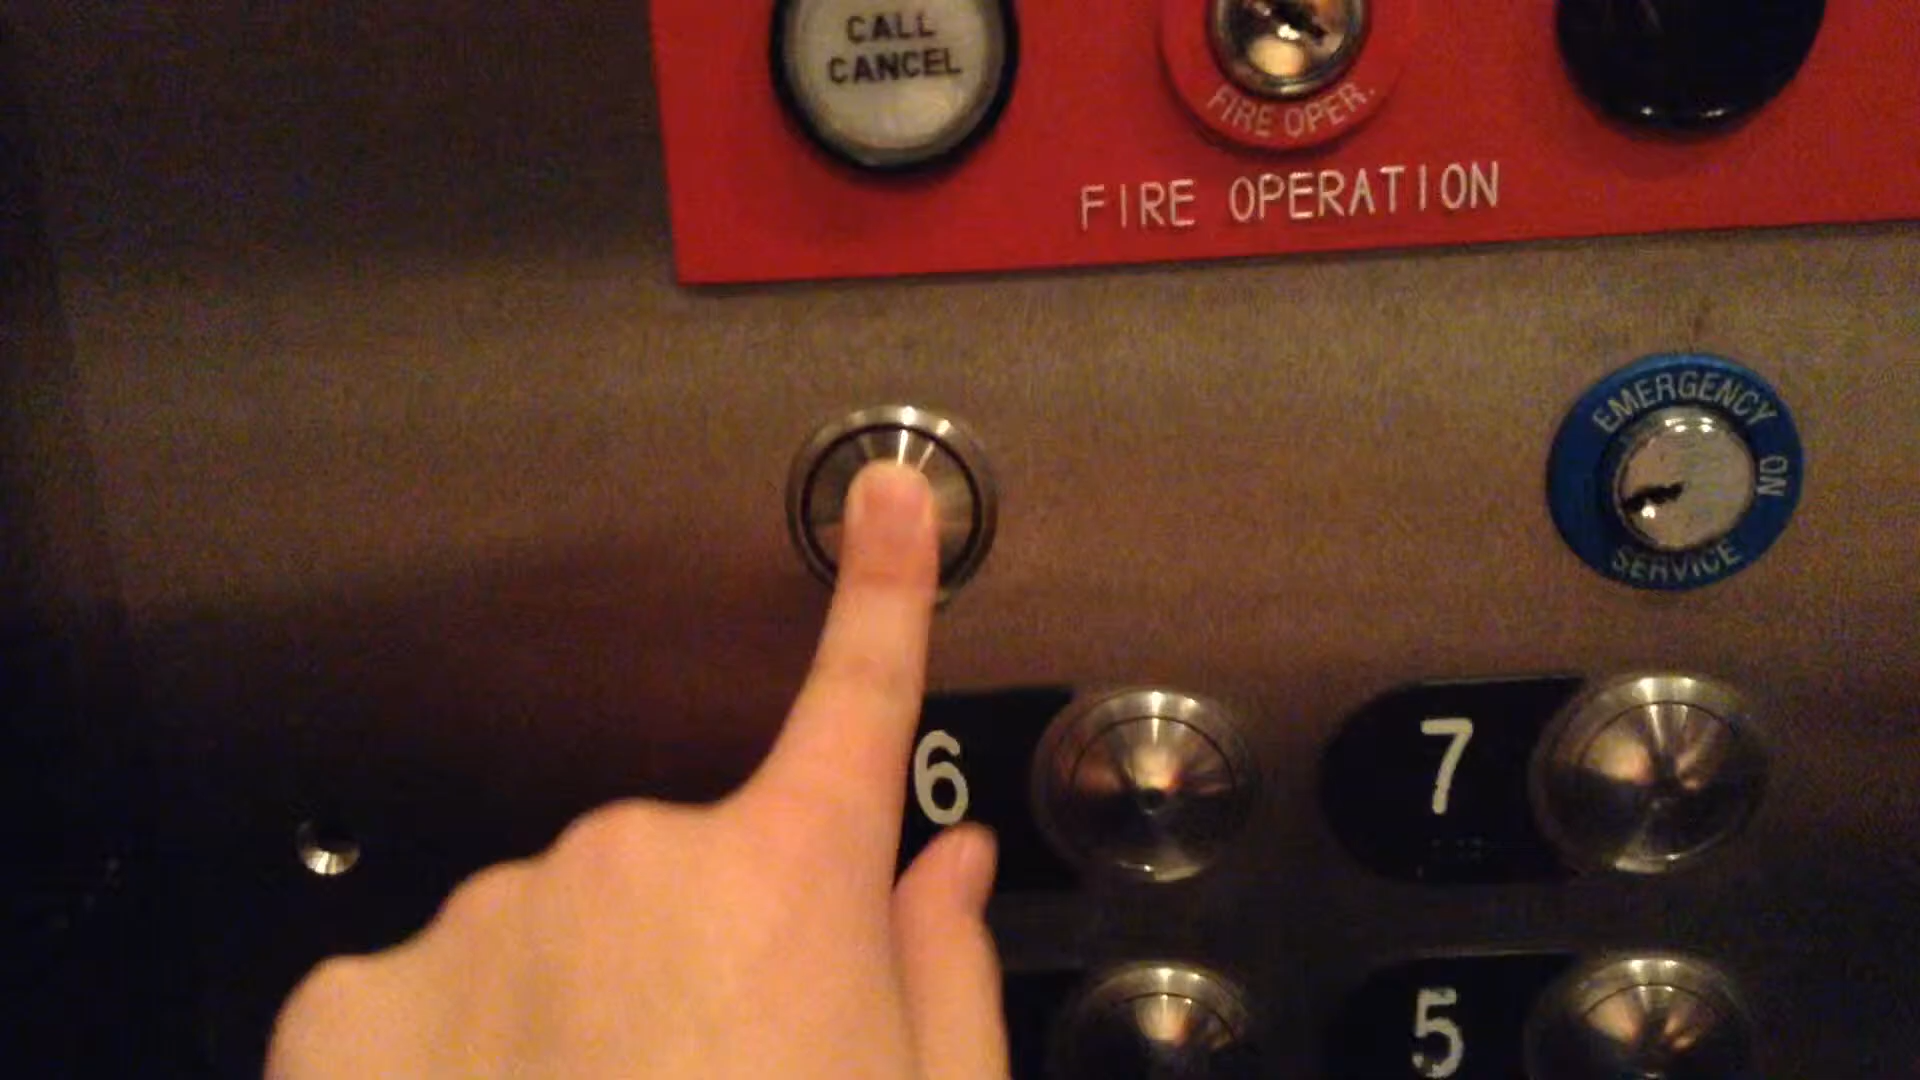 CALL
CANCEL
FIRE OPER.
FIRE OPERATION
EMERGENCY
ON
SERVICE
6
7
5